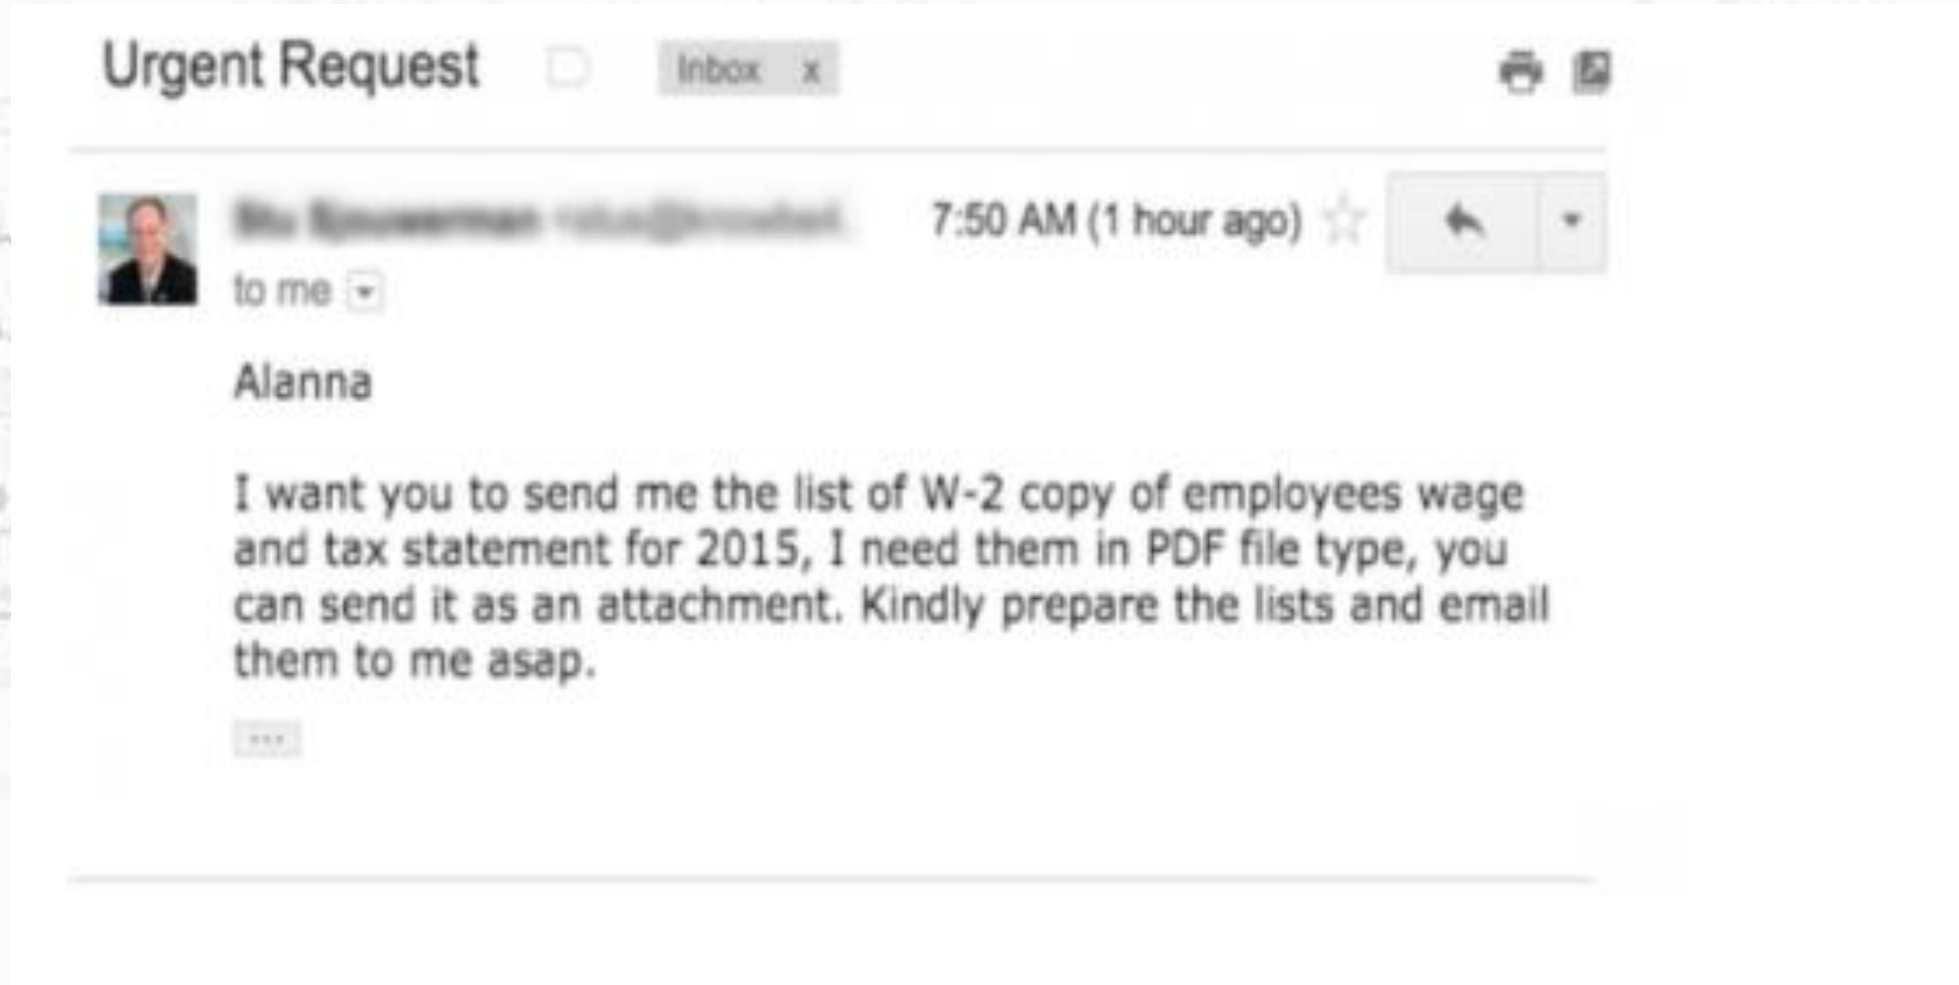 Urgent Request
Inbox x
7:50 AM (1 hour ago)
to me
Alanna
I want you to send me the list of W-2 copy of employees wage
and tax statement for 2015, I need them in PDF file type, you
can send it as an attachment. Kindly prepare the lists and email
them to me asap.